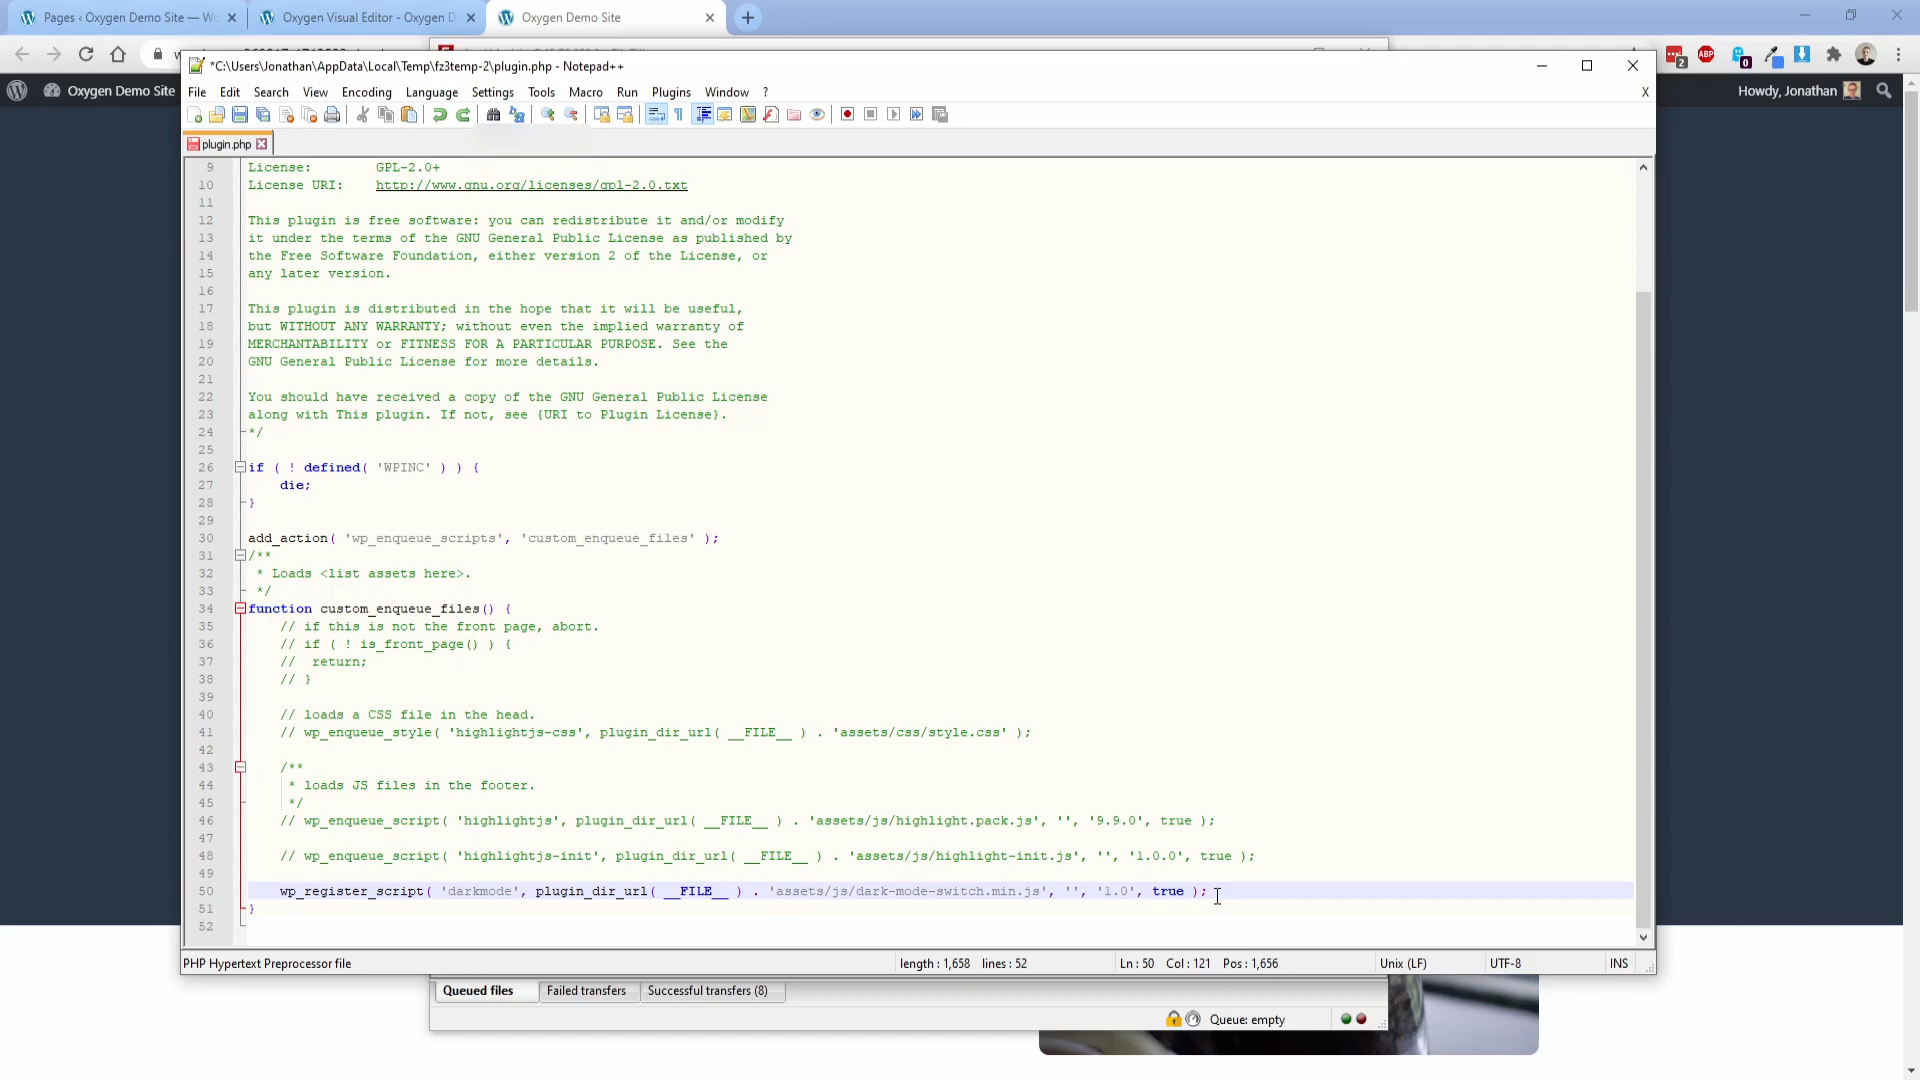 Pages ‹ Oxygen Demo Site — Wo
Oxygen Visual Editor - Oxygen D
Oxygen Demo Site
*C:\Users\Jonathan\AppData\Local\Temp\fz3temp-2\plugin.php - Notepad++
2
ABP
0
Oxygen Demo Site
Howdy, Jonathan
File Edit Search View Encoding Language Settings Tools Macro Run Plugins Window ?
X
plugin.php
9 License: GPL-2.0+
10 License URI: http://www.gnu.org/licenses/gpl-2.0.txt
11
12 This plugin is free software: you can redistribute it and/or modify
13 it under the terms of the GNU General Public License as published by
14 the Free Software Foundation, either version 2 of the License, or
15 any later version.
16
17 This plugin is distributed in the hope that it will be useful,
18 but WITHOUT ANY WARRANTY; without even the implied warranty of
19 MERCHANTABILITY or FITNESS FOR A PARTICULAR PURPOSE. See the
20 GNU General Public License for more details.
21
22 You should have received a copy of the GNU General Public License
23 along with This plugin. If not, see {URI to Plugin License}.
24 */
25
26 if ( ! defined( 'WPINC' ) ) {
27 die;
28 }
29
30 add_action( 'wp_enqueue_scripts', 'custom_enqueue_files' );
31 /**
32 * Loads <list assets here>.
33 */
34 function custom_enqueue_files() {
35 // if this is not the front page, abort.
36 // if ( ! is_front_page() ) {
37 // return;
38 // }
39
40 // loads a CSS file in the head.
41 // wp_enqueue_style( 'highlightjs-css', plugin_dir_url( __FILE__ ) . 'assets/css/style.css' );
42
43 /**
44 * loads JS files in the footer.
45 */
46 // wp_enqueue_script( 'highlightjs', plugin_dir_url( __FILE__ ) . 'assets/js/highlight.pack.js', '', '9.9.0', true );
47
48 // wp_enqueue_script( 'highlightjs-init', plugin_dir_url( __FILE__ ) . 'assets/js/highlight-init.js', '', '1.0.0', true );
49
50 wp_register_script( 'darkmode', plugin_dir_url( __FILE__ ) . 'assets/js/dark-mode-switch.min.js', '', '1.0', true );
51 }
52
PHP Hypertext Preprocessor file length : 1,658 lines : 52 Ln : 50 Col : 121 Pos : 1,656 Unix (LF) UTF-8 INS
Queued files Failed transfers Successful transfers (8)
Queue: empty